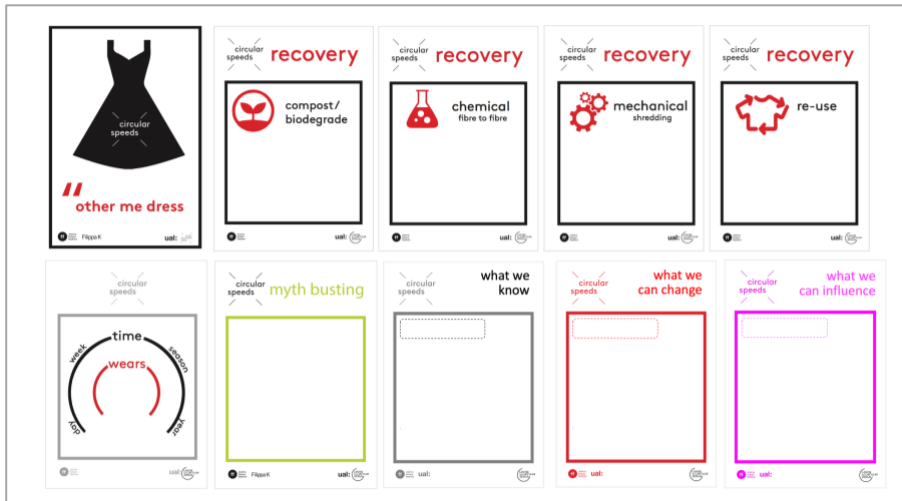 circular
speeds
other me dress
Filippa K
ual:
circular
speeds
recovery
compost/
biodegrade
ual:
circular
speeds
recovery
chemical
fibre to fibre
ual:
circular
speeds
recovery
mechanical
shredding
ual:
circular
speeds
recovery
re-use
ual:
circular
speeds
time
wears
day
week
season
year
ual:
circular
speeds
myth busting
Filippa K
ual:
circular
speeds
what we
know
ual:
circular
speeds
what we
can change
ual:
circular
speeds
what we
can influence
ual: